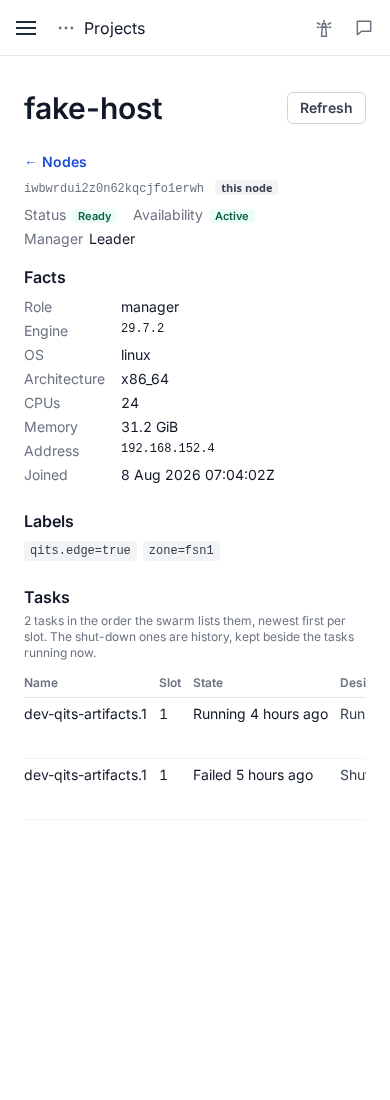 Projects
fake-host
Refresh
← Nodes
iwbwrdui2z0n62kqcjfo1erwh this node
Status Ready Availability Active
Manager Leader
Facts
Role manager
Engine 29.7.2
OS linux
Architecture x86_64
CPUs 24
Memory 31.2 GiB
Address 192.168.152.4
Joined 8 Aug 2026 07:04:02Z
Labels
qits.edge=true zone=fsn1
Tasks
2 tasks in the order the swarm lists them, newest first per
slot. The shut-down ones are history, kept beside the tasks
running now.
Name Slot State Desi
dev-qits-artifacts.1 1 Running 4 hours ago Run
dev-qits-artifacts.1 1 Failed 5 hours ago Shu